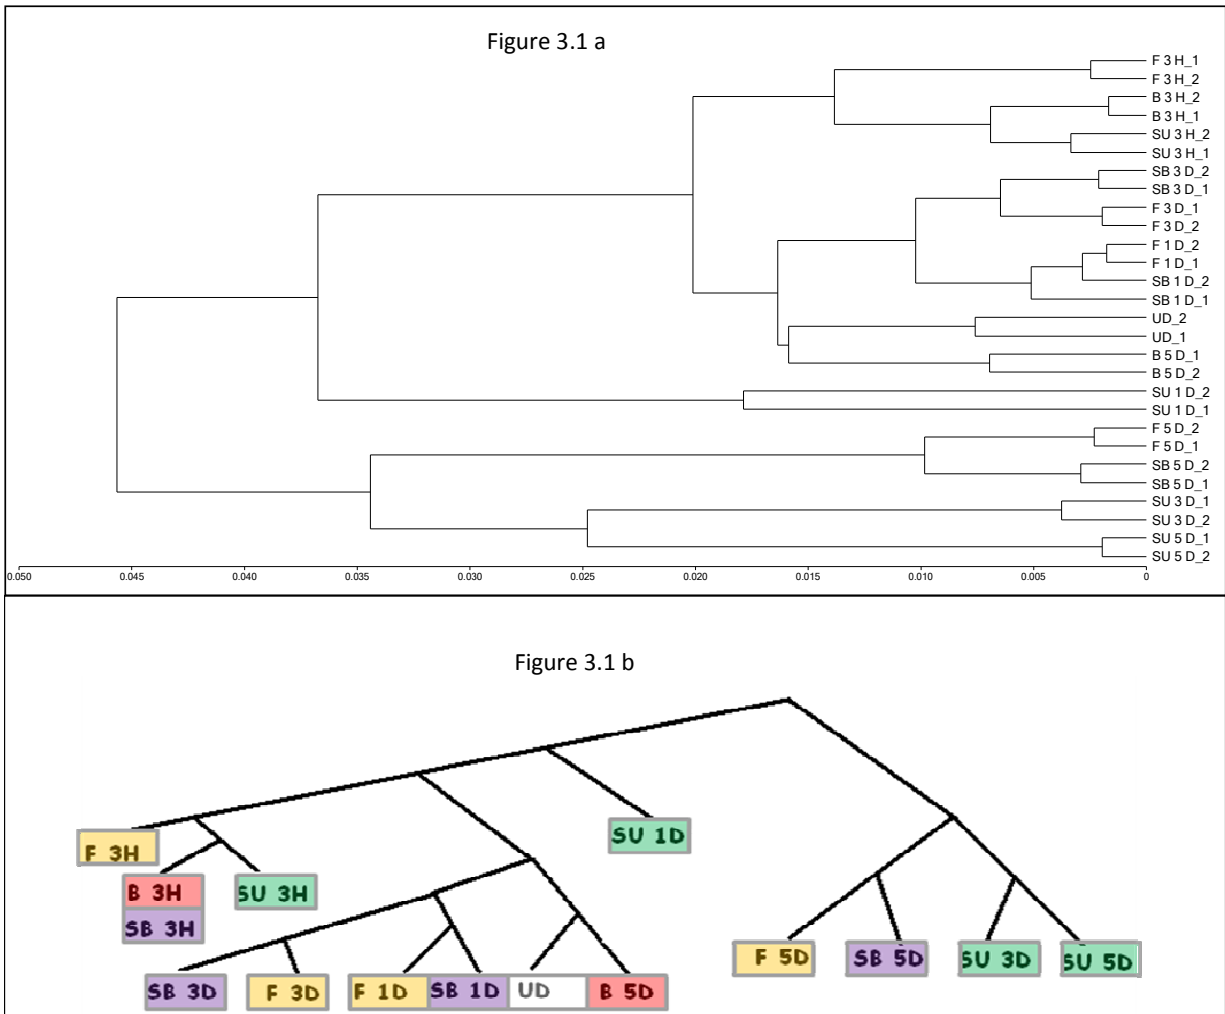 Figure 3.1 a
F 3 H_1
F 3 H_2
B 3 H_2
B 3 H_1
SU 3 H_2
SU 3 H_1
SB 3 D_2
SB 3 D_1
F 3 D_1
F 3 D_2
F 1 D_2
F 1 D_1
SB 1 D_2
SB 1 D_1
UD_2
UD_1
B 5 D_1
B 5 D_2
SU 1 D_2
SU 1 D_1
F 5 D_2
F 5 D_1
SB 5 D_2
SB 5 D_1
SU 3 D_1
SU 3 D_2
SU 5 D_1
SU 5 D_2
0.050 0.045 0.040 0.035 0.030 0.025 0.020 0.015 0.010 0.005 0
Figure 3.1 b
SU 1D
F 3H
B 3H SU 3H
SB 3H
F 5D SB 5D SU 3D SU 5D
SB 3D F 3D F 1D SB 1D UD B 5D